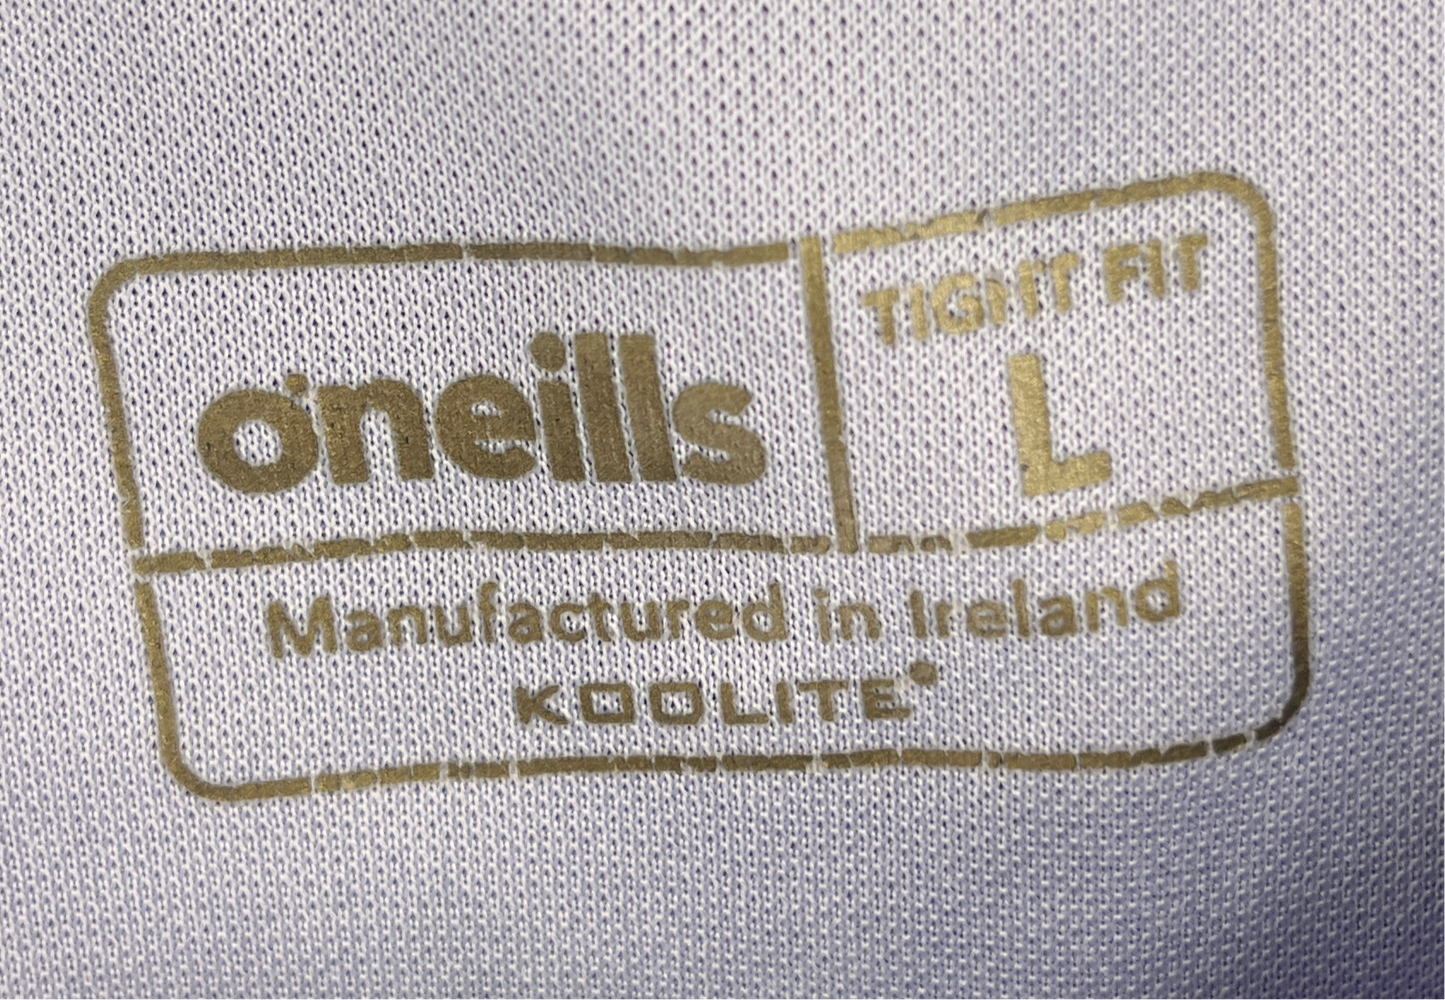 o'neills
TIGHT FIT
L
Manufactured in Ireland
KOOLITE